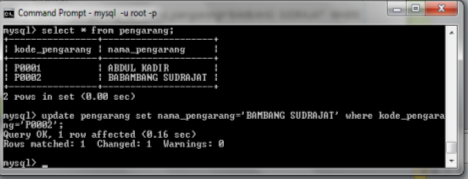 Command Prompt - mysql -u root -p
mysql> select * from pengarang;
+----------------+------------------+
| kode_pengarang | nama_pengarang   |
+----------------+------------------+
| P0001          | ABDUL KADIR      |
| P0002          | BABAMBANG SUDRAJAT |
+----------------+------------------+
2 rows in set (0.00 sec)
mysql> update pengarang set nama_pengarang='BAMBANG SUDRAJAT' where kode_pengara
ng='P0002';
Query OK, 1 row affected (0.16 sec)
Rows matched: 1  Changed: 1  Warnings: 0
mysql> _